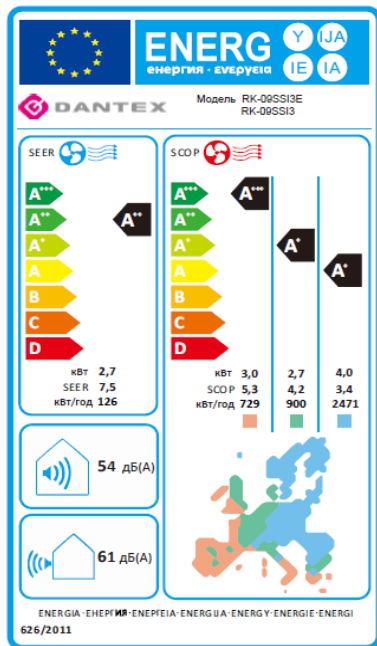 ENERG
енергия · ενεργεια
Y IJA
IE IA
DANTEX
Модель RK-09SSI3E
RK-09SSI3
SEER
A+++
A++
A+
A
B
C
D
A++
кВт 2,7
SEER 7,5
кВт/год 126
SCOP
A+++
A++
A+
A
B
C
D
A+++
A+
A+
кВт 3,0 2,7 4,0
SCOP 5,3 4,2 3,4
кВт/год 729 900 2471
54 дБ(А)
61 дБ(А)
ENERGIA·ЕНЕРГИЯ·ΕΝΕΡΓΕΙΑ·ENERGIJA·ENERGY·ENERGIE·ENERGI
626/2011